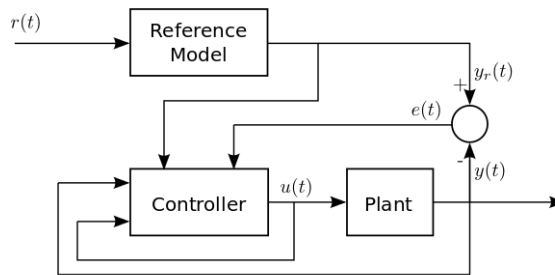 r(t)
Reference
Model
y_r(t)
+
e(t)
-
y(t)
u(t)
Controller
Plant